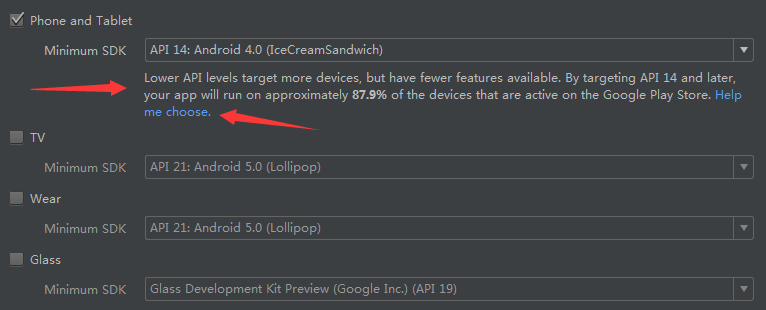 Phone and Tablet
Minimum SDK API 14: Android 4.0 (IceCreamSandwich)
Lower API levels target more devices, but have fewer features available. By targeting API 14 and later,
your app will run on approximately 87.9% of the devices that are active on the Google Play Store. Help
me choose.
TV
Minimum SDK API 21: Android 5.0 (Lollipop)
Wear
Minimum SDK API 21: Android 5.0 (Lollipop)
Glass
Minimum SDK Glass Development Kit Preview (Google Inc.) (API 19)